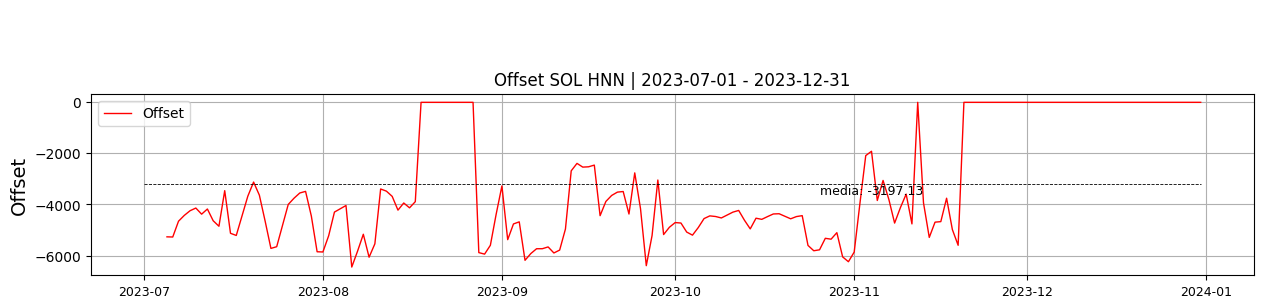 Offset SOL HNN | 2023-07-01 - 2023-12-31
Offset
Offset
0
−2000
−4000
−6000
media: -3197.13
2023-07
2023-08
2023-09
2023-10
2023-11
2023-12
2024-01